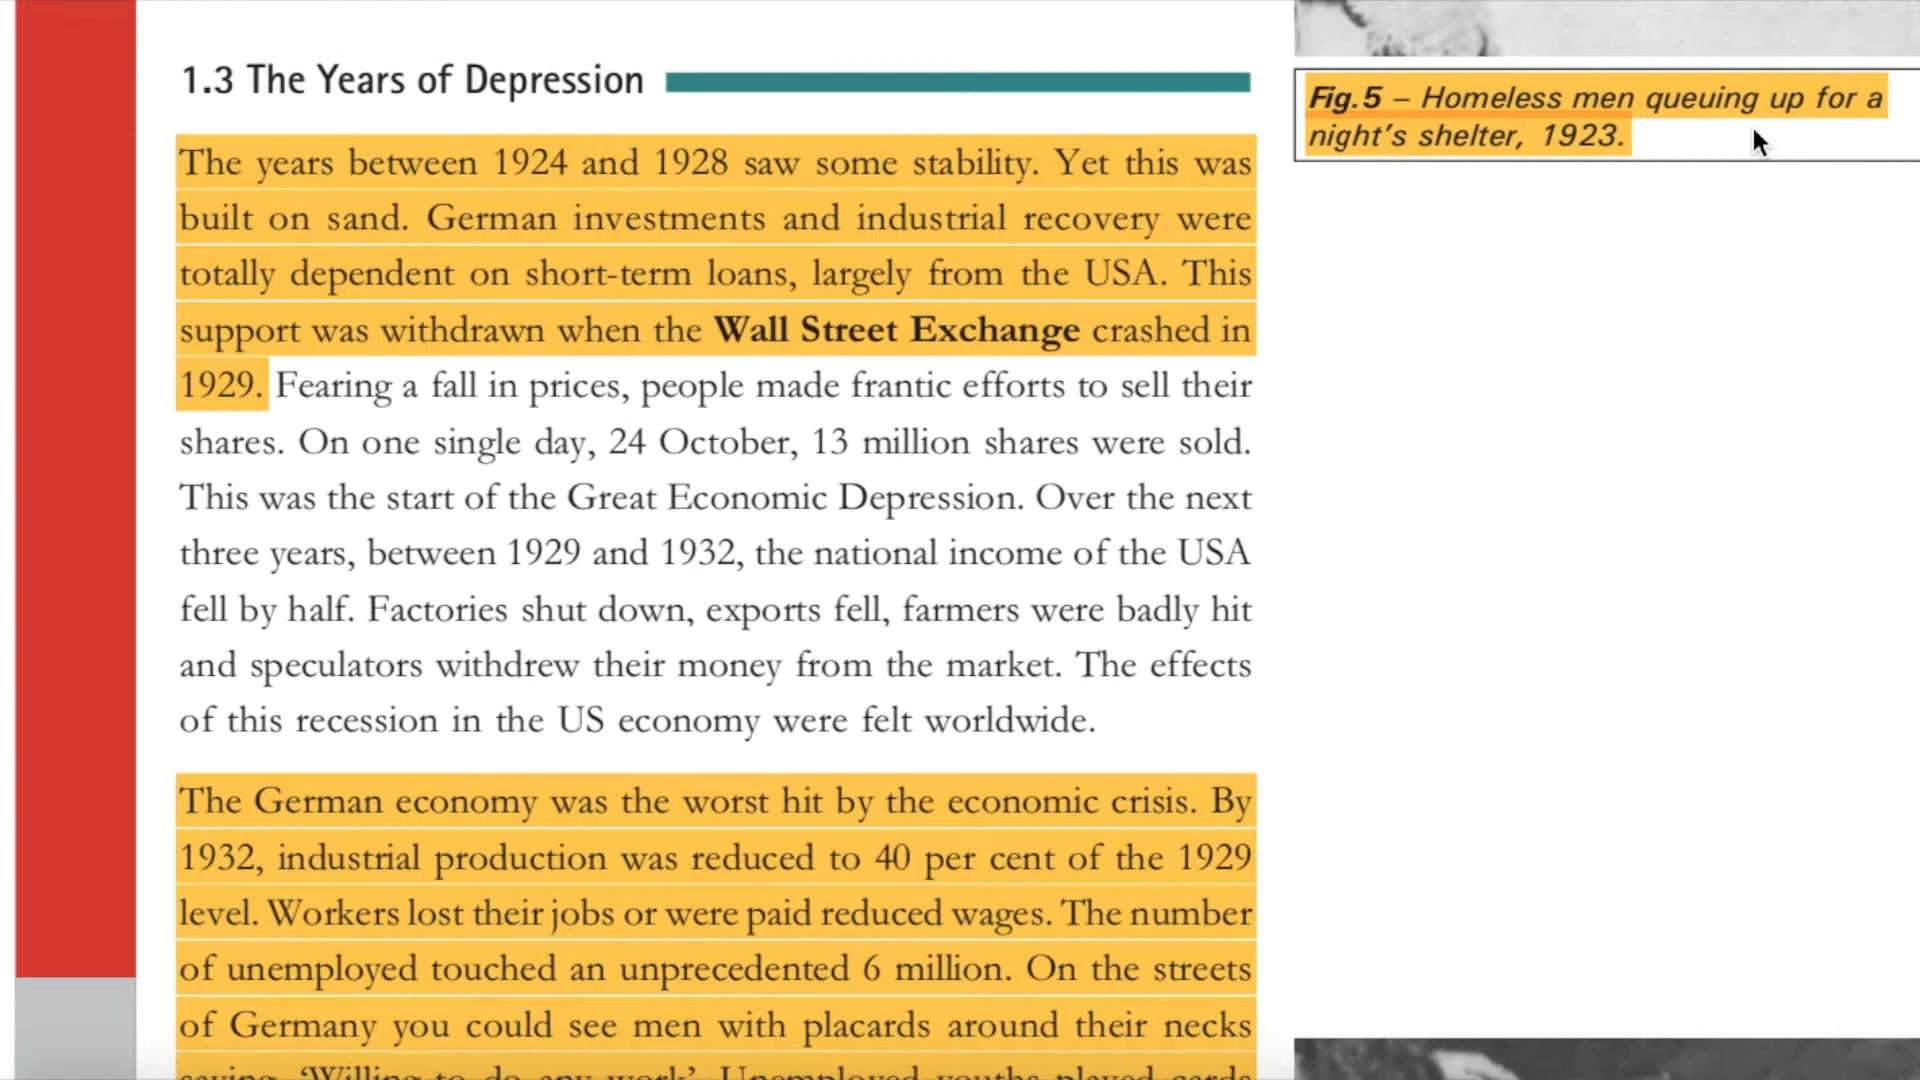 1.3 The Years of Depression
The years between 1924 and 1928 saw some stability. Yet this was
built on sand. German investments and industrial recovery were
totally dependent on short-term loans, largely from the USA. This
support was withdrawn when the Wall Street Exchange crashed in
1929. Fearing a fall in prices, people made frantic efforts to sell their
shares. On one single day, 24 October, 13 million shares were sold.
This was the start of the Great Economic Depression. Over the next
three years, between 1929 and 1932, the national income of the USA
fell by half. Factories shut down, exports fell, farmers were badly hit
and speculators withdrew their money from the market. The effects
of this recession in the US economy were felt worldwide.
The German economy was the worst hit by the economic crisis. By
1932, industrial production was reduced to 40 per cent of the 1929
level. Workers lost their jobs or were paid reduced wages. The number
of unemployed touched an unprecedented 6 million. On the streets
of Germany you could see men with placards around their necks
saying, ‘Willing to do any work’. Unemployed youths played cards
Fig.5 – Homeless men queuing up for a
night’s shelter, 1923.